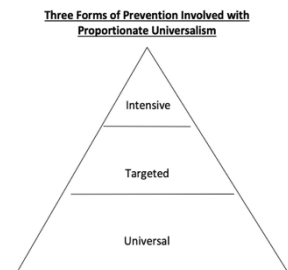 Three Forms of Prevention Involved with
Proportionate Universalism
Intensive
Targeted
Universal